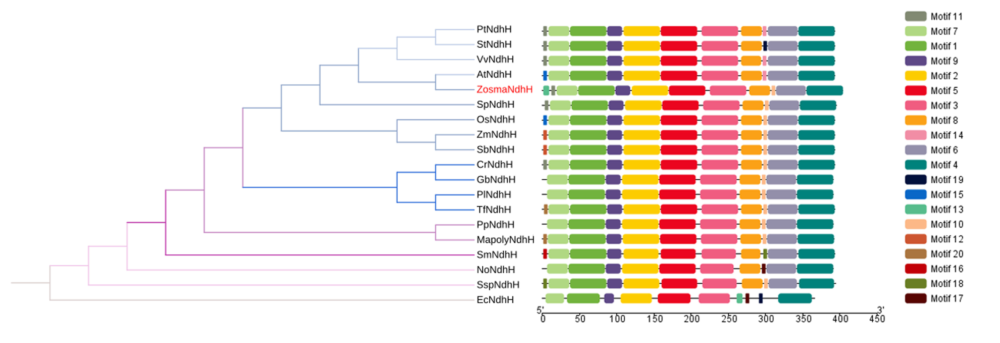 PtNdhH
StNdhH
VvNdhH
AtNdhH
ZosmaNdhH
SpNdhH
OsNdhH
ZmNdhH
SbNdhH
CrNdhH
GbNdhH
PlNdhH
TfNdhH
PpNdhH
MapolyNdhH
SmNdhH
NoNdhH
SspNdhH
EcNdhH
5' 3'
0 50 100 150 200 250 300 350 400 450
Motif 11
Motif 7
Motif 1
Motif 9
Motif 2
Motif 5
Motif 3
Motif 8
Motif 14
Motif 6
Motif 4
Motif 19
Motif 15
Motif 13
Motif 10
Motif 12
Motif 20
Motif 16
Motif 18
Motif 17